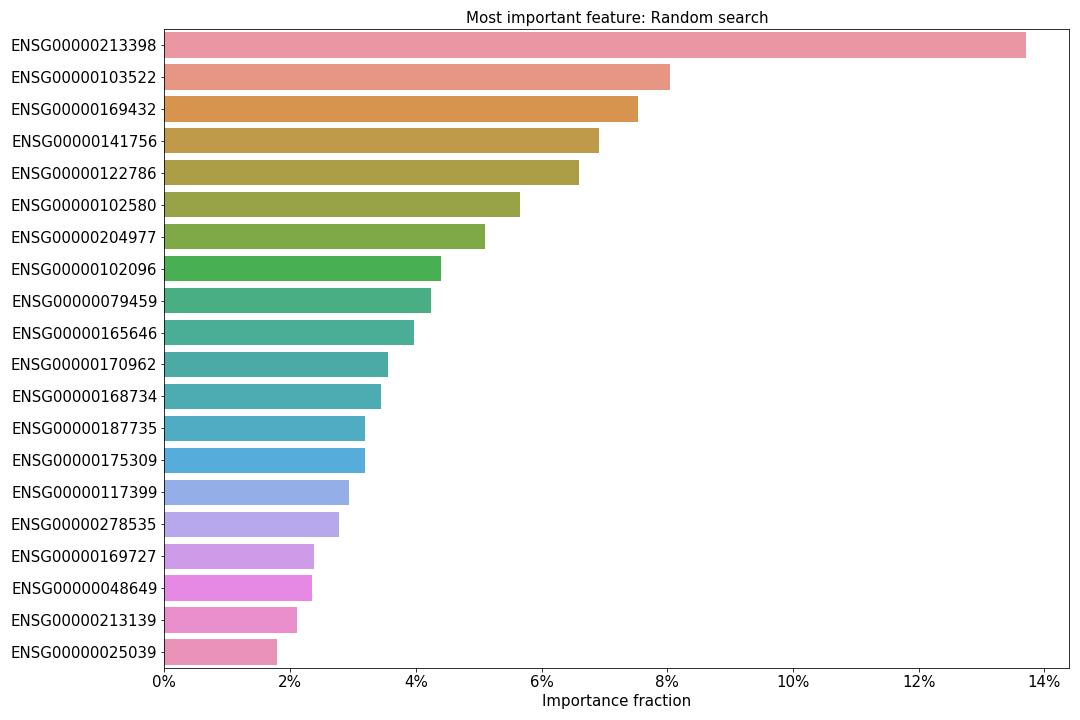 Most important feature: Random search
ENSG00000213398
ENSG00000103522
ENSG00000169432
ENSG00000141756
ENSG00000122786
ENSG00000102580
ENSG00000204977
ENSG00000102096
ENSG00000079459
ENSG00000165646
ENSG00000170962
ENSG00000168734
ENSG00000187735
ENSG00000175309
ENSG00000117399
ENSG00000278535
ENSG00000169727
ENSG00000048649
ENSG00000213139
ENSG00000025039
0% 2% 4% 6% 8% 10% 12% 14%
Importance fraction